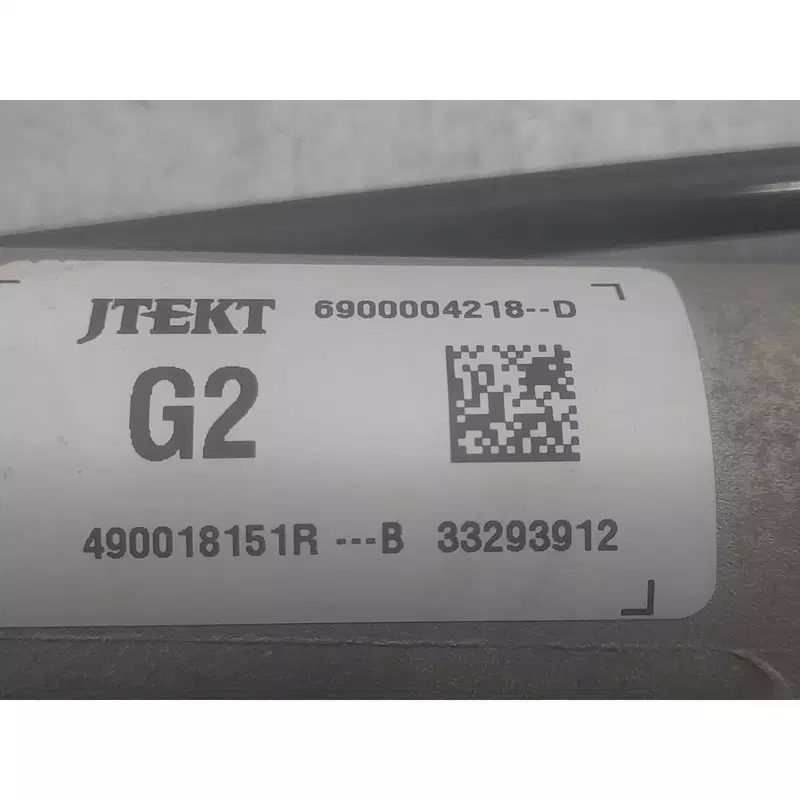 JTEKT 6900004218--D
G2
490018151R ---B 33293912